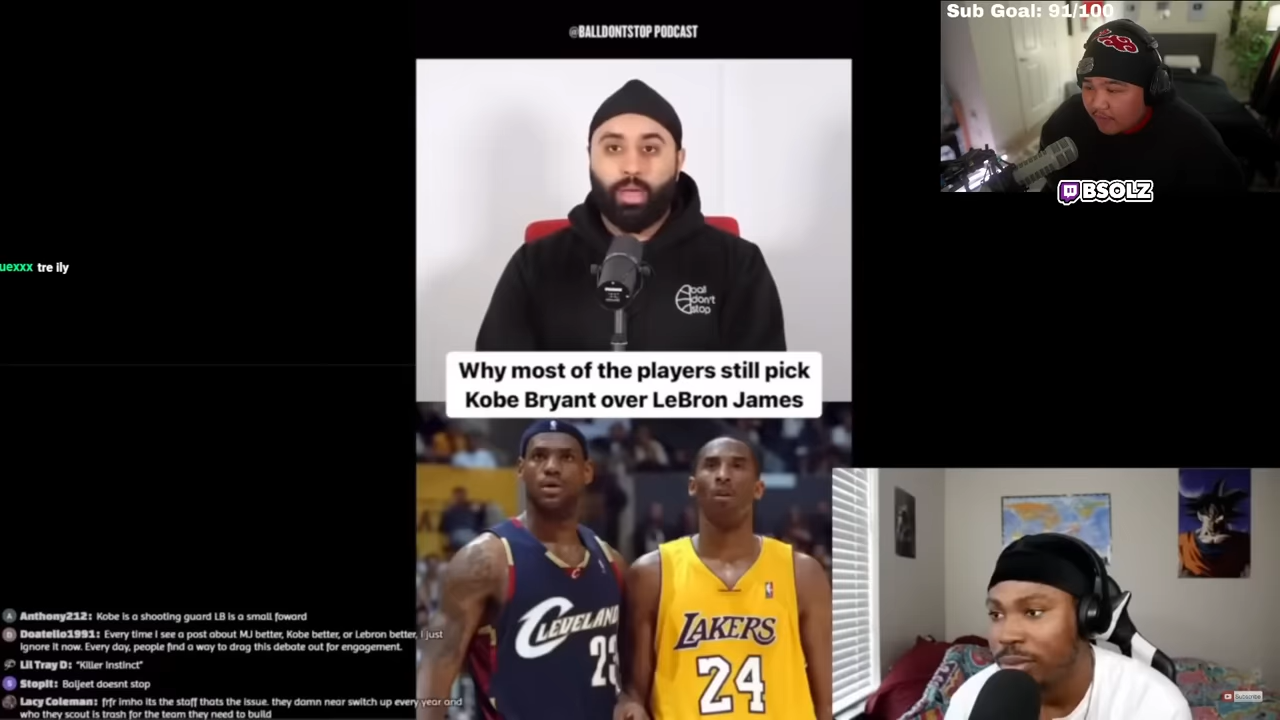 @BALLDONTSTOP PODCAST
Sub Goal: 91/100
BSOLZ
uexxx tre ily
ball
don't
stop
Why most of the players still pick
Kobe Bryant over LeBron James
CLEVELAND
23
LAKERS
24
Anthony212: Kobe is a shooting guard LB is a small foward
Doatello1991: Every time I see a post about MJ better, Kobe better, or Lebron better, I just
ignore it now. Every day, people find a way to drag this debate out for engagement.
Lil Tray D: "Killer Instinct"
StopIt: Baljeet doesnt stop
Lacy Coleman: frfr imho its the staff thats the issue. they damn near switch up every year and
who they scout is trash for the team they need to build
SUBSCRIBE